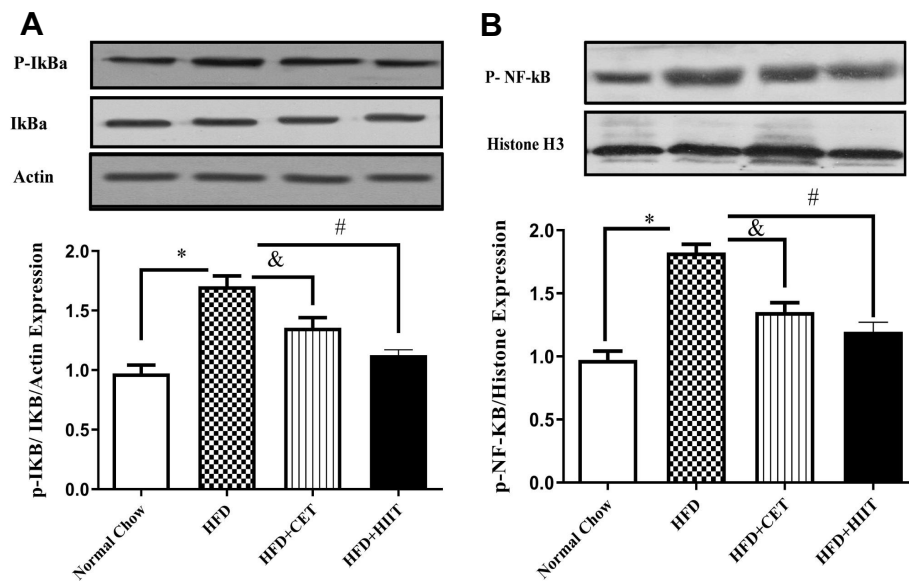 A
P-IkBa
IkBa
Actin
*
&
#
p-IKB/ IKB/Actin Expression
2.0
1.5
1.0
0.5
0.0
Normal Chow
HFD
HFD+CET
HFD+HIIT
B
P- NF-kB
Histone H3
*
&
#
p-NF-KB/Histone Expression
2.0
1.5
1.0
0.5
0.0
Normal Chow
HFD
HFD+CET
HFD+HIIT